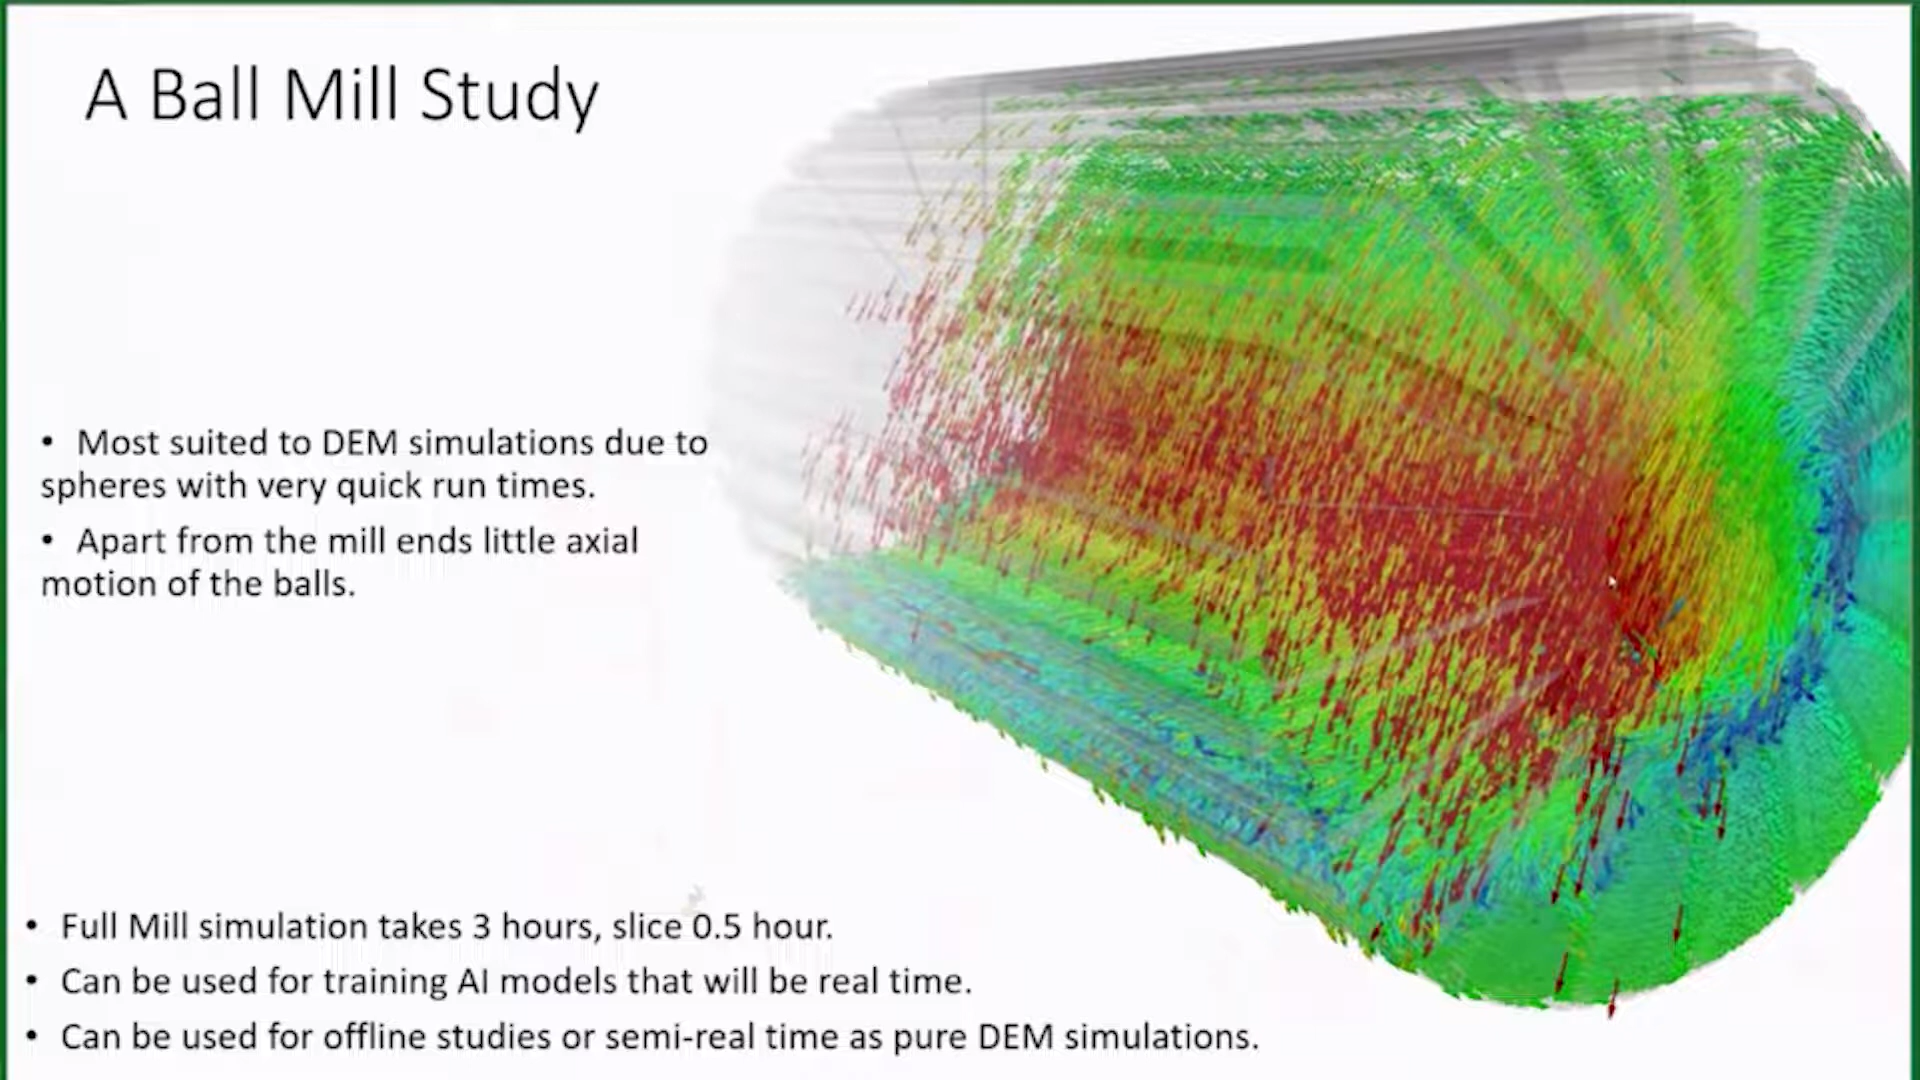 A Ball Mill Study
• Most suited to DEM simulations due to
spheres with very quick run times.
• Apart from the mill ends little axial
motion of the balls.
• Full Mill simulation takes 3 hours, slice 0.5 hour.
• Can be used for training AI models that will be real time.
• Can be used for offline studies or semi-real time as pure DEM simulations.